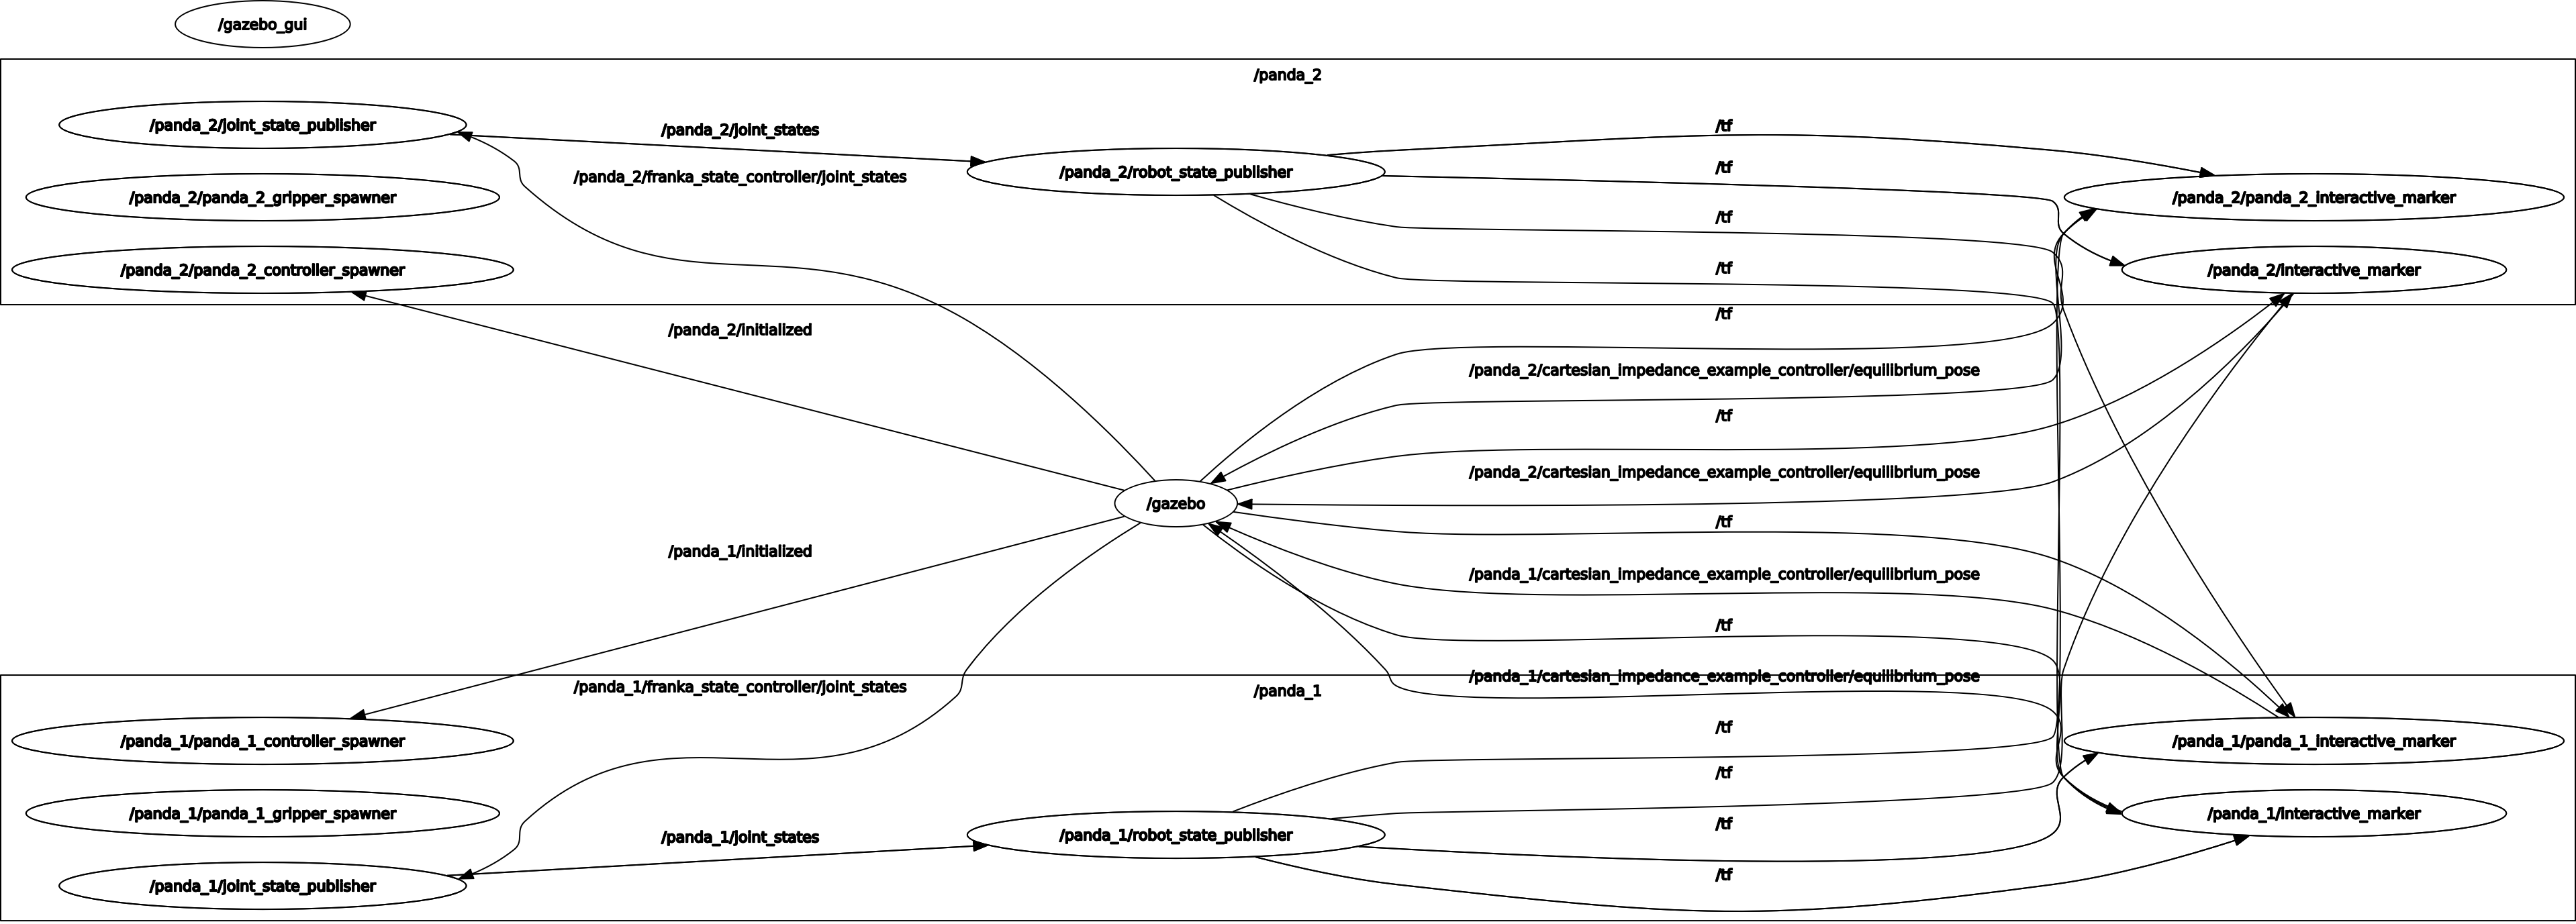 /gazebo_gui
/panda_2
/panda_2/joint_state_publisher
/panda_2/joint_states
/tf
/panda_2/robot_state_publisher
/tf
/panda_2/franka_state_controller/joint_states
/panda_2/panda_2_gripper_spawner
/panda_2/panda_2_interactive_marker
/tf
/panda_2/panda_2_controller_spawner
/tf
/panda_2/interactive_marker
/tf
/panda_2/initialized
/panda_2/cartesian_impedance_example_controller/equilibrium_pose
/tf
/panda_2/cartesian_impedance_example_controller/equilibrium_pose
/gazebo
/tf
/panda_1/initialized
/panda_1/cartesian_impedance_example_controller/equilibrium_pose
/tf
/panda_1/cartesian_impedance_example_controller/equilibrium_pose
/panda_1/franka_state_controller/joint_states
/panda_1
/tf
/panda_1/panda_1_controller_spawner
/panda_1/panda_1_interactive_marker
/tf
/panda_1/panda_1_gripper_spawner
/panda_1/interactive_marker
/tf
/panda_1/joint_states
/panda_1/robot_state_publisher
/tf
/panda_1/joint_state_publisher